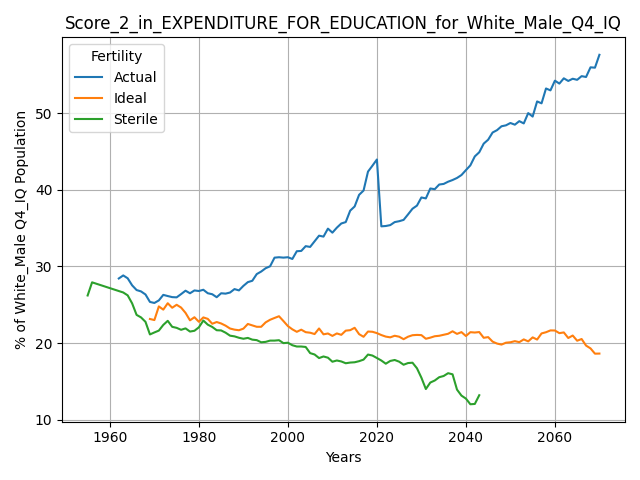 Score_2_in_EXPENDITURE_FOR_EDUCATION_for_White_Male_Q4_IQ
Fertility
Actual
Ideal
Sterile
% of White_Male Q4_IQ Population
50
40
30
20
10
1960 1980 2000 2020 2040 2060
Years